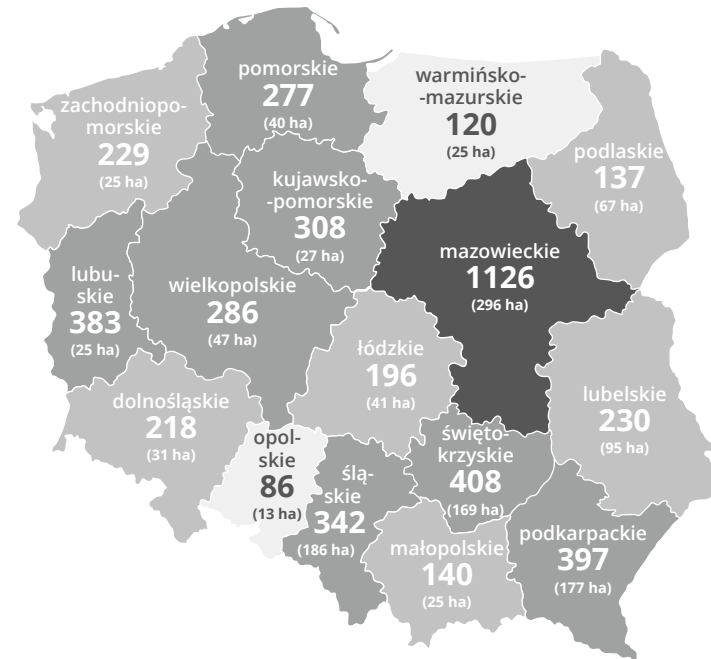 pomorskie
277
(40 ha)
warmińsko-
-mazurskie
120
(25 ha)
zachodniopo-
morskie
229
(25 ha)
podlaskie
137
(67 ha)
kujawsko-
-pomorskie
308
(27 ha)
mazowieckie
1126
(296 ha)
lubu-
skie
383
(25 ha)
wielkopolskie
286
(47 ha)
łódzkie
196
(41 ha)
dolnośląskie
218
(31 ha)
lubelskie
230
(95 ha)
opol-
skie
86
(13 ha)
ślą-
skie
342
(186 ha)
święto-
krzyskie
408
(169 ha)
małopolskie
140
(25 ha)
podkarpackie
397
(177 ha)